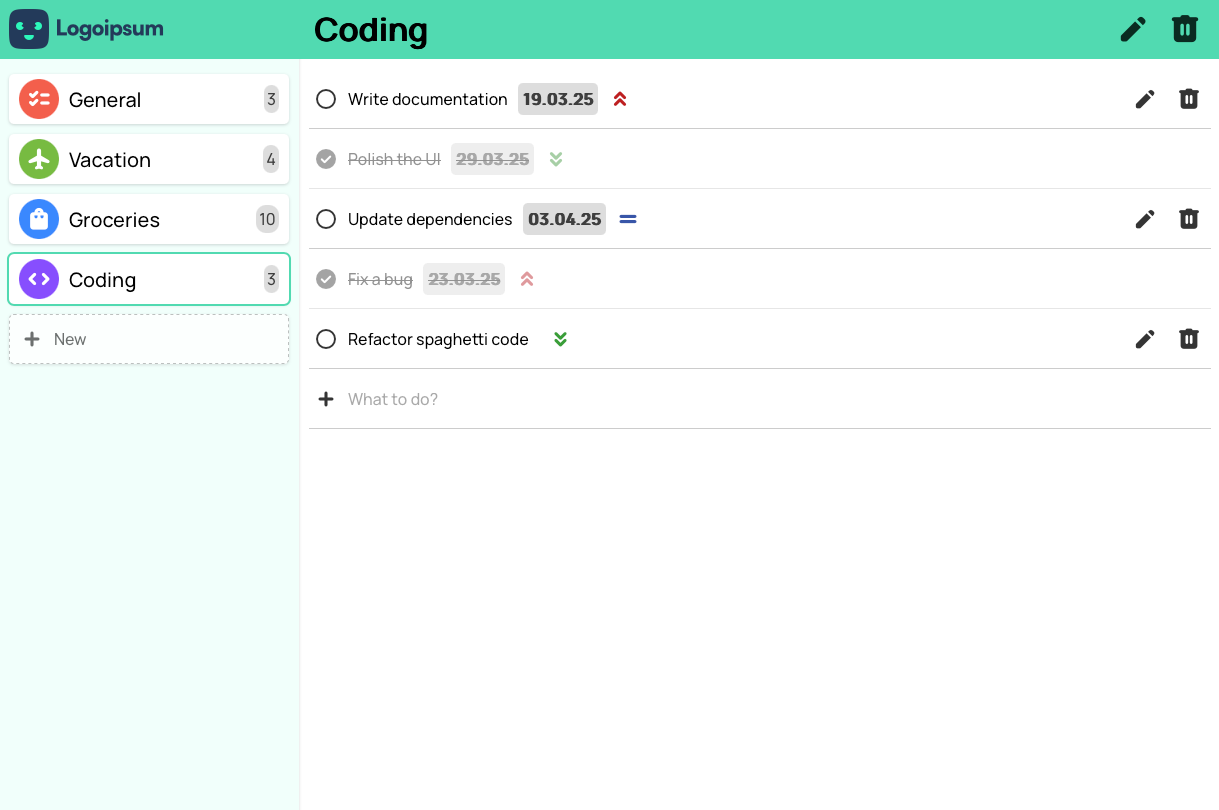 Logoipsum
Coding
General 3
Vacation 4
Groceries 10
Coding 3
New
Write documentation 19.03.25
Polish the UI 29.03.25
Update dependencies 03.04.25
Fix a bug 23.03.25
Refactor spaghetti code
What to do?